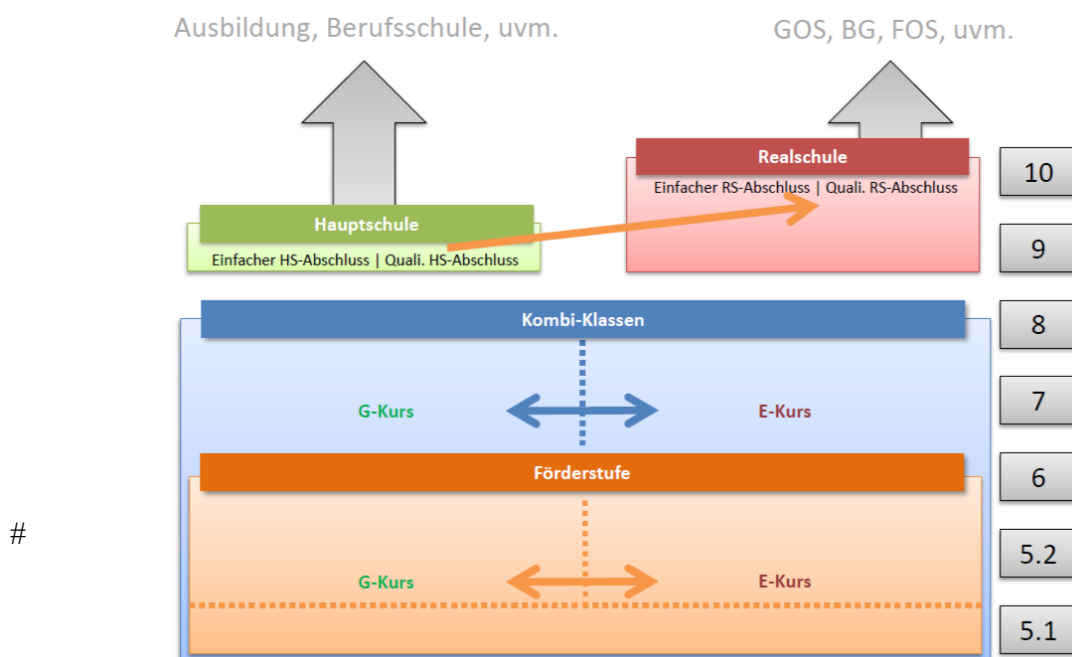 Ausbildung, Berufsschule, uvm.
GOS, BG, FOS, uvm.
Realschule
Einfacher RS-Abschluss | Quali. RS-Abschluss
10
Hauptschule
Einfacher HS-Abschluss | Quali. HS-Abschluss
9
Kombi-Klassen
8
G-Kurs
E-Kurs
7
Förderstufe
6
#
5.2
G-Kurs
E-Kurs
5.1